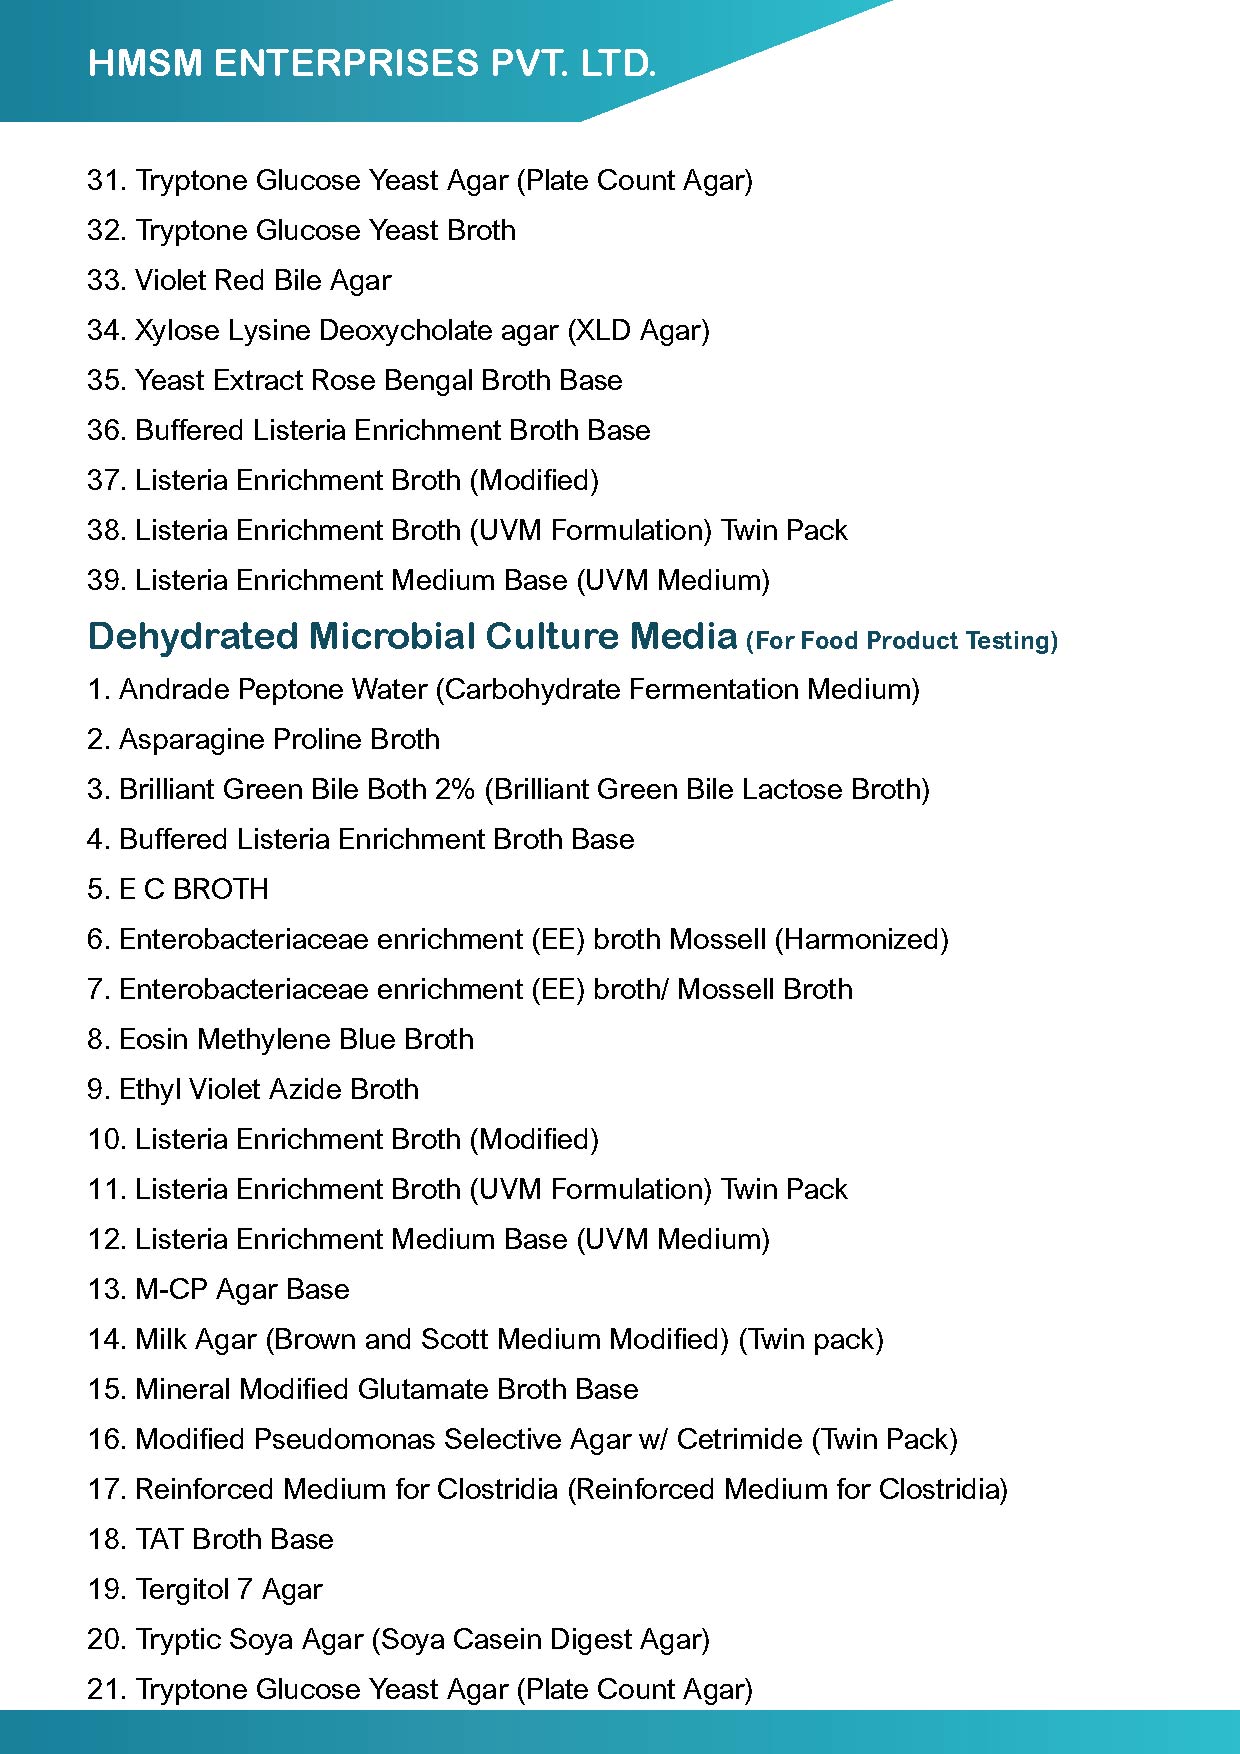 HMSM ENTERPRISES PVT. LTD.
31. Tryptone Glucose Yeast Agar (Plate Count Agar)
32. Tryptone Glucose Yeast Broth
33. Violet Red Bile Agar
34. Xylose Lysine Deoxycholate agar (XLD Agar)
35. Yeast Extract Rose Bengal Broth Base
36. Buffered Listeria Enrichment Broth Base
37. Listeria Enrichment Broth (Modified)
38. Listeria Enrichment Broth (UVM Formulation) Twin Pack
39. Listeria Enrichment Medium Base (UVM Medium)
Dehydrated Microbial Culture Media (For Food Product Testing)
1. Andrade Peptone Water (Carbohydrate Fermentation Medium)
2. Asparagine Proline Broth
3. Brilliant Green Bile Both 2% (Brilliant Green Bile Lactose Broth)
4. Buffered Listeria Enrichment Broth Base
5. E C BROTH
6. Enterobacteriaceae enrichment (EE) broth Mossell (Harmonized)
7. Enterobacteriaceae enrichment (EE) broth/ Mossell Broth
8. Eosin Methylene Blue Broth
9. Ethyl Violet Azide Broth
10. Listeria Enrichment Broth (Modified)
11. Listeria Enrichment Broth (UVM Formulation) Twin Pack
12. Listeria Enrichment Medium Base (UVM Medium)
13. M-CP Agar Base
14. Milk Agar (Brown and Scott Medium Modified) (Twin pack)
15. Mineral Modified Glutamate Broth Base
16. Modified Pseudomonas Selective Agar w/ Cetrimide (Twin Pack)
17. Reinforced Medium for Clostridia (Reinforced Medium for Clostridia)
18. TAT Broth Base
19. Tergitol 7 Agar
20. Tryptic Soya Agar (Soya Casein Digest Agar)
21. Tryptone Glucose Yeast Agar (Plate Count Agar)